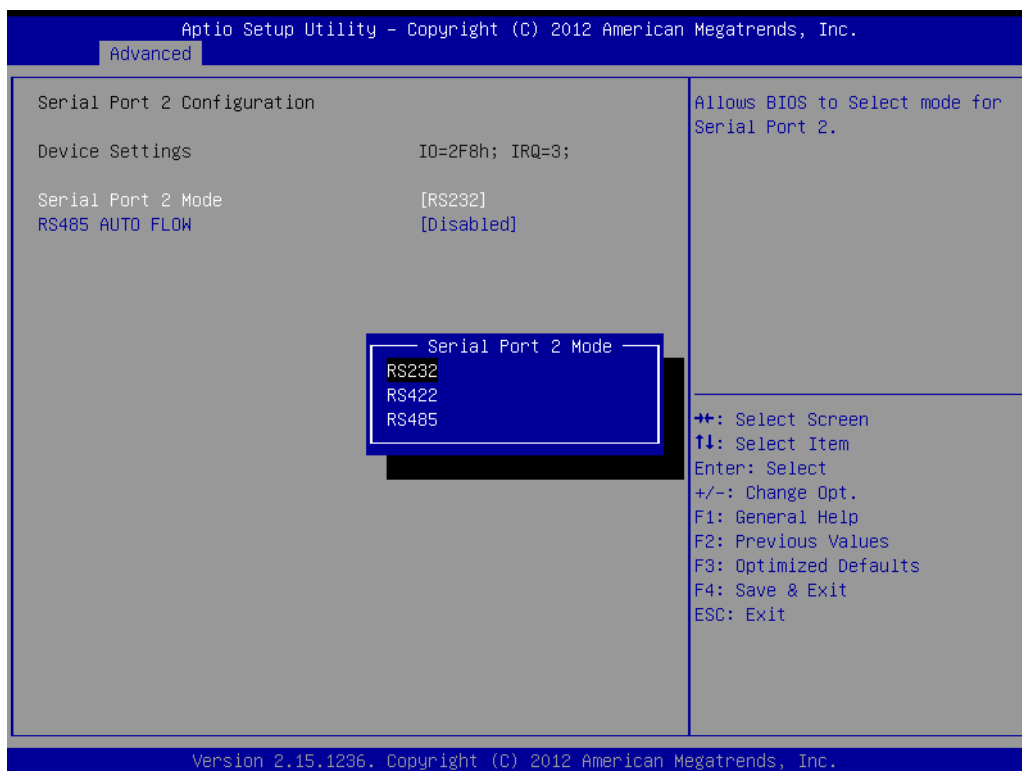 Aptio Setup Utility – Copyright (C) 2012 American Megatrends, Inc.
Advanced
Serial Port 2 Configuration
Device Settings IO=2F8h; IRQ=3;
Serial Port 2 Mode [RS232]
RS485 AUTO FLOW [Disabled]
Serial Port 2 Mode
RS232
RS422
RS485
Allows BIOS to Select mode for
Serial Port 2.
→←: Select Screen
↑↓: Select Item
Enter: Select
+/-: Change Opt.
F1: General Help
F2: Previous Values
F3: Optimized Defaults
F4: Save & Exit
ESC: Exit
Version 2.15.1236. Copyright (C) 2012 American Megatrends, Inc.